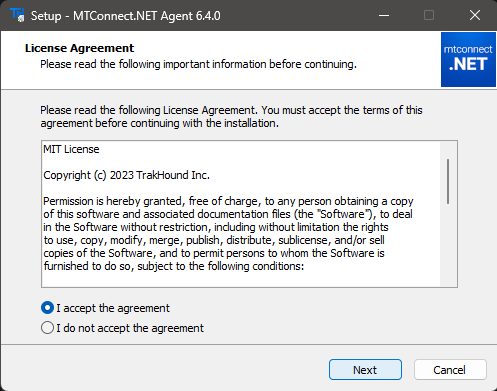 Setup - MTConnect.NET Agent 6.4.0
License Agreement
Please read the following important information before continuing.
mtconnect
.NET
Please read the following License Agreement. You must accept the terms of this
agreement before continuing with the installation.
MIT License
Copyright (c) 2023 TrakHound Inc.
Permission is hereby granted, free of charge, to any person obtaining a copy
of this software and associated documentation files (the "Software"), to deal
in the Software without restriction, including without limitation the rights
to use, copy, modify, merge, publish, distribute, sublicense, and/or sell
copies of the Software, and to permit persons to whom the Software is
furnished to do so, subject to the following conditions:
I accept the agreement
I do not accept the agreement
Next
Cancel